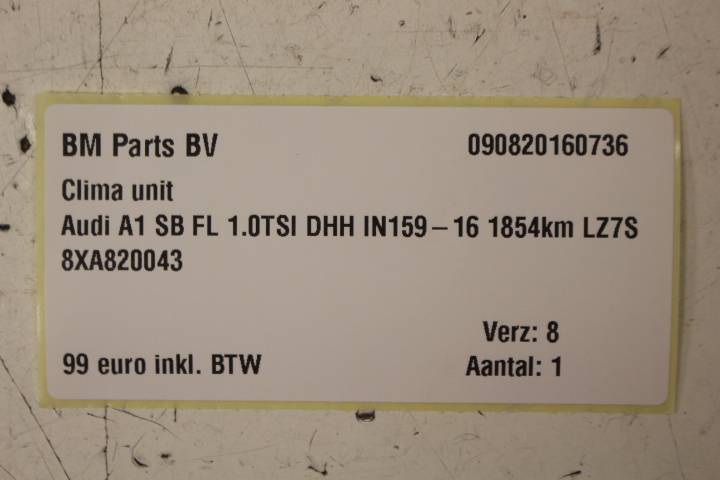 BM Parts BV 090820160736
Clima unit
Audi A1 SB FL 1.0TSI DHH IN159–16 1854km LZ7S
8XA820043
Verz: 8
99 euro inkl. BTW Aantal: 1